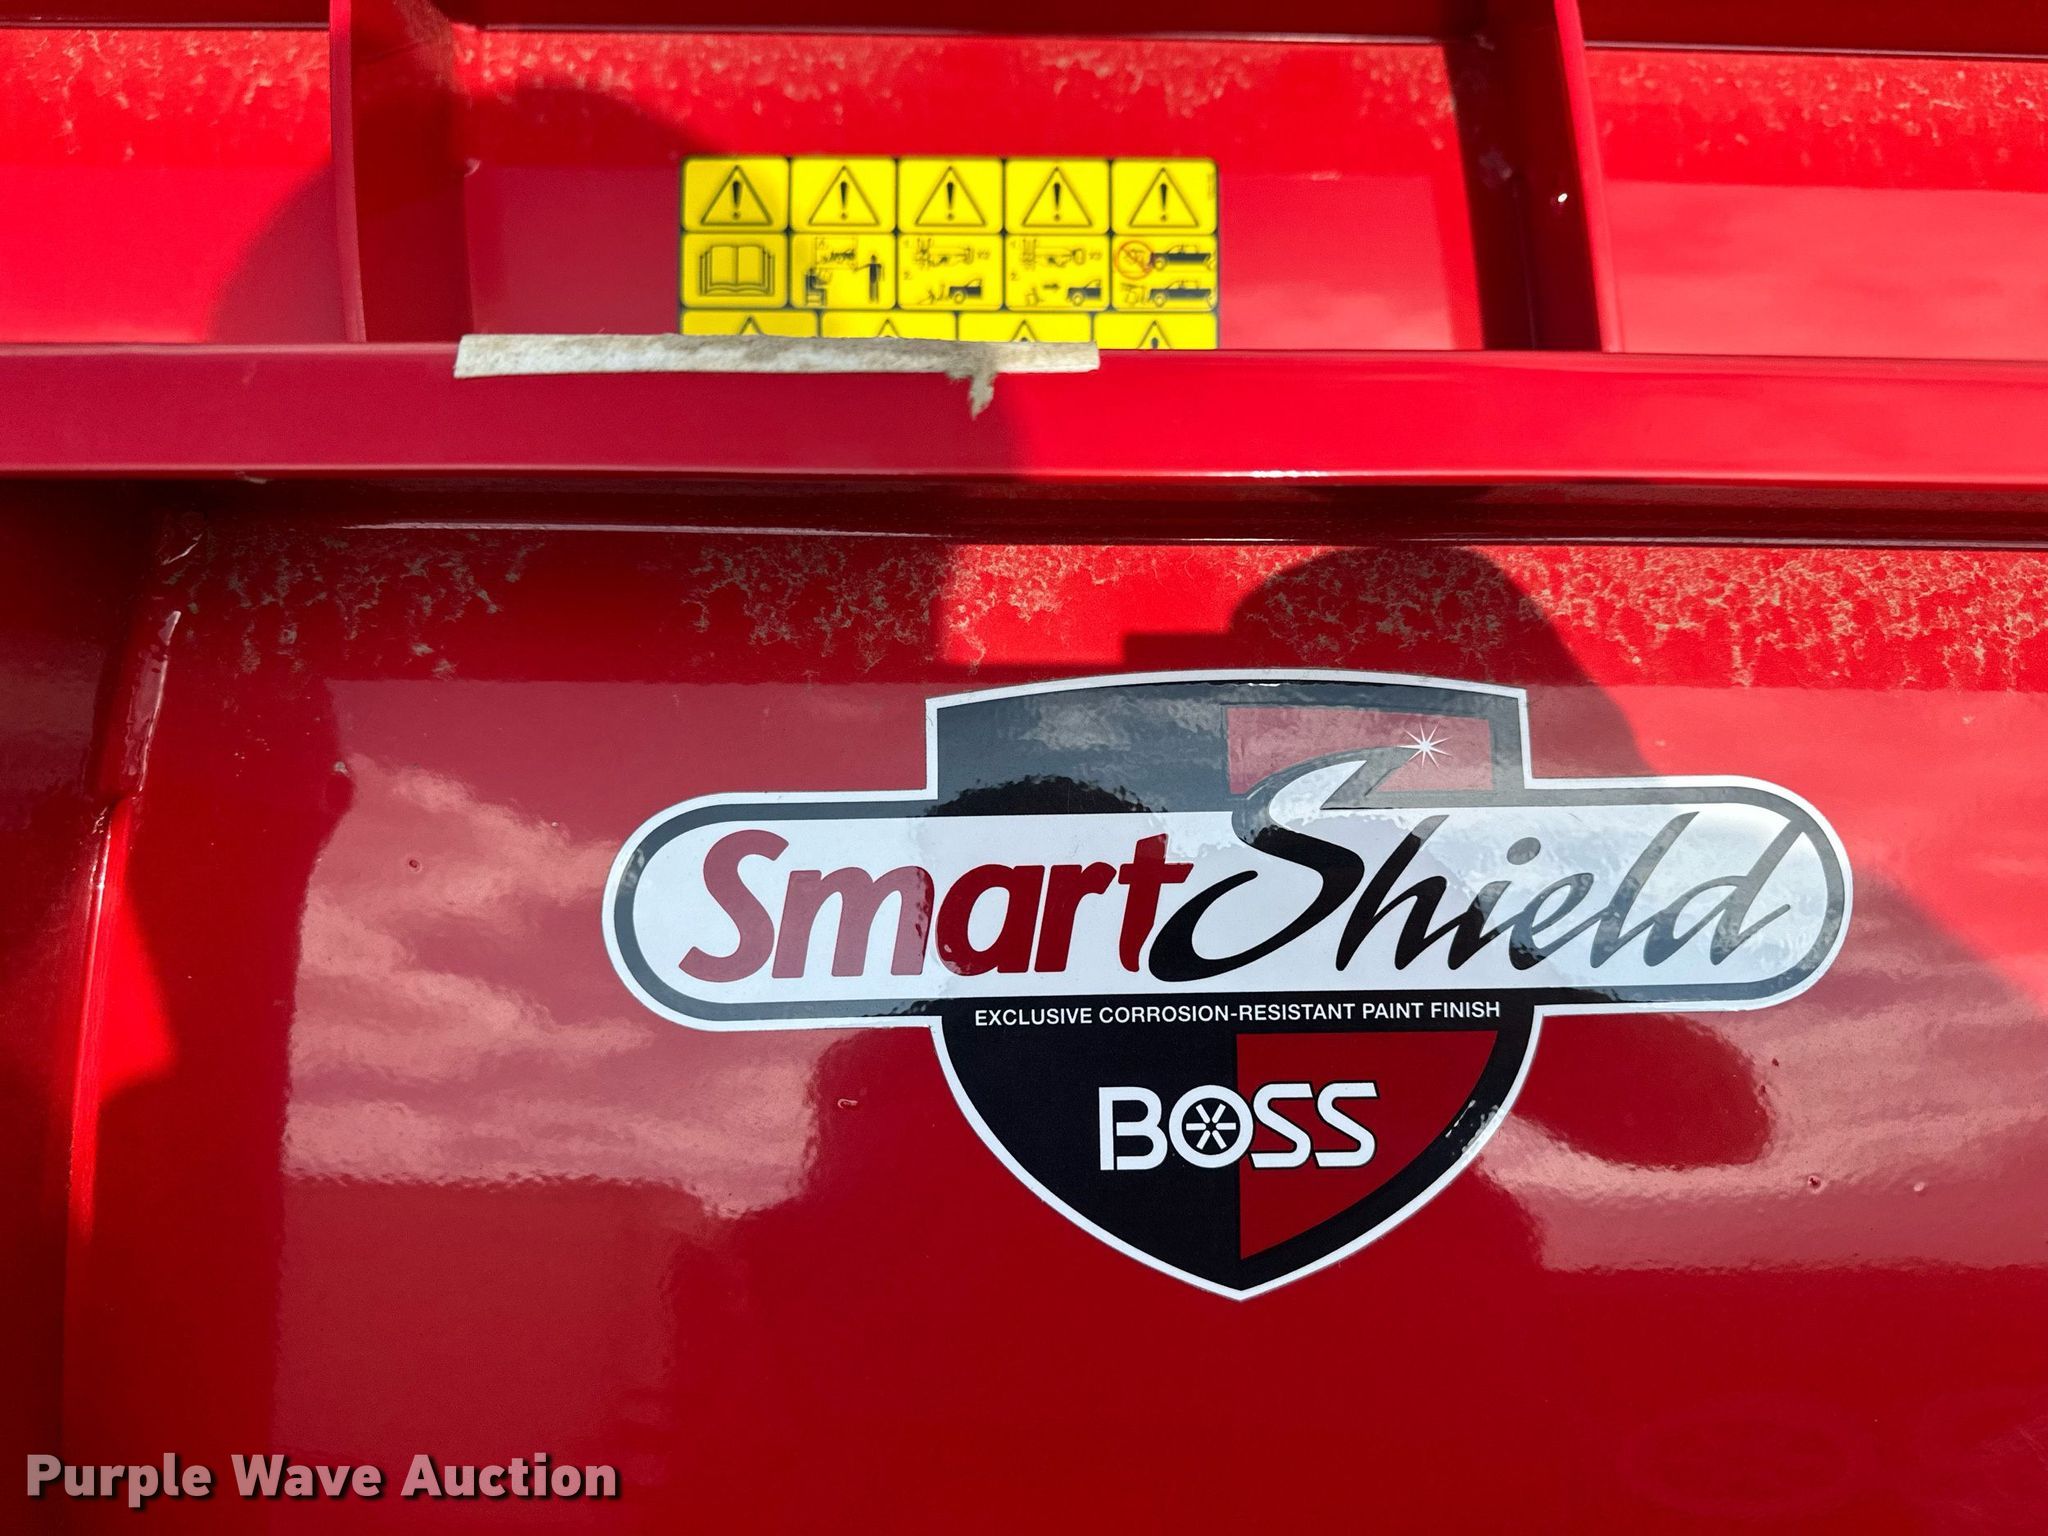 SmartShield
EXCLUSIVE CORROSION-RESISTANT PAINT FINISH
BOSS
Purple Wave Auction